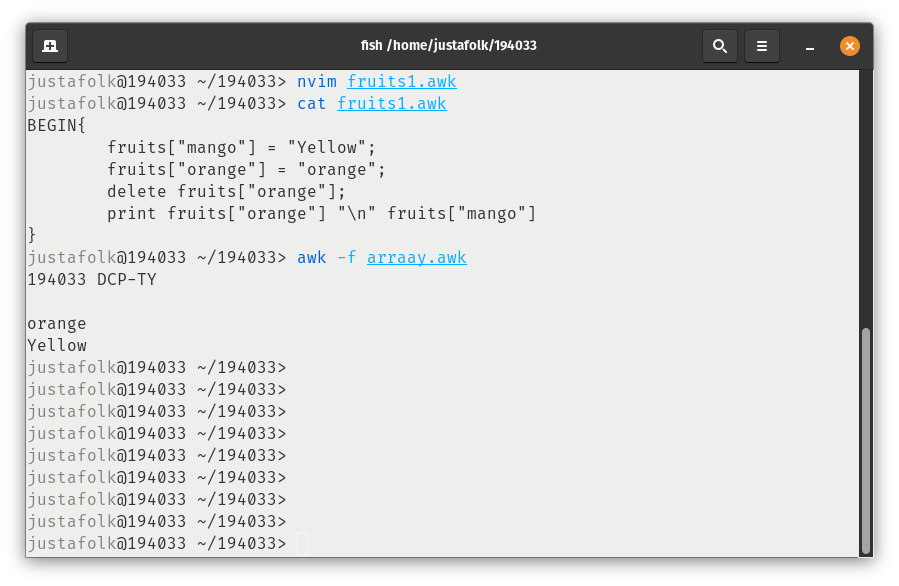 fish /home/justafolk/194033
justafolk@194033 ~/194033> nvim fruits1.awk
justafolk@194033 ~/194033> cat fruits1.awk
BEGIN{
        fruits["mango"] = "Yellow";
        fruits["orange"] = "orange";
        delete fruits["orange"];
        print fruits["orange"] "\n" fruits["mango"]
}
justafolk@194033 ~/194033> awk -f arraay.awk
194033 DCP-TY

orange
Yellow
justafolk@194033 ~/194033>
justafolk@194033 ~/194033>
justafolk@194033 ~/194033>
justafolk@194033 ~/194033>
justafolk@194033 ~/194033>
justafolk@194033 ~/194033>
justafolk@194033 ~/194033>
justafolk@194033 ~/194033>
justafolk@194033 ~/194033>